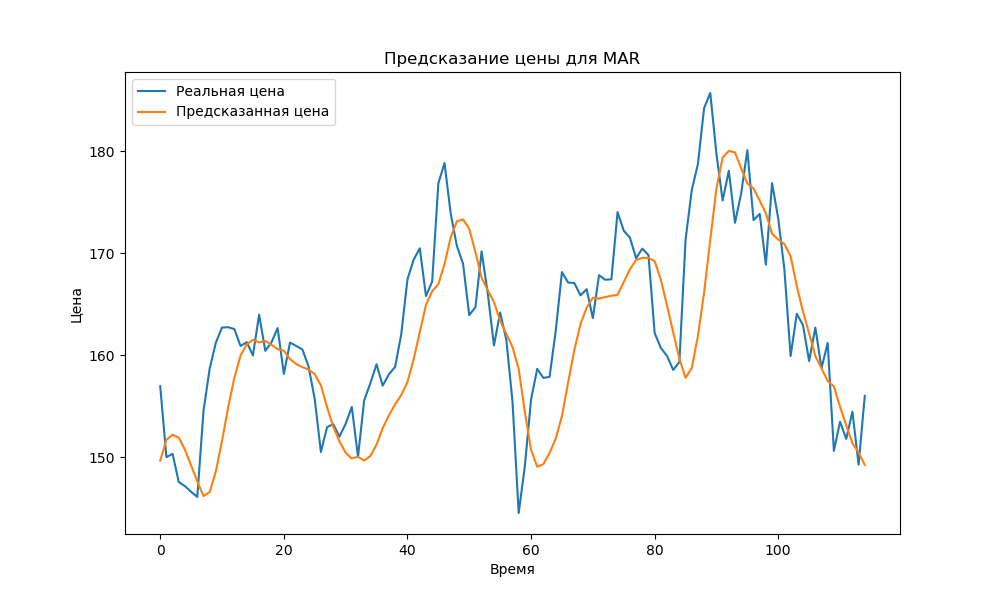 Предсказание цены для MAR
Реальная цена
Предсказанная цена
Цена
180
170
160
150
0 20 40 60 80 100
Время